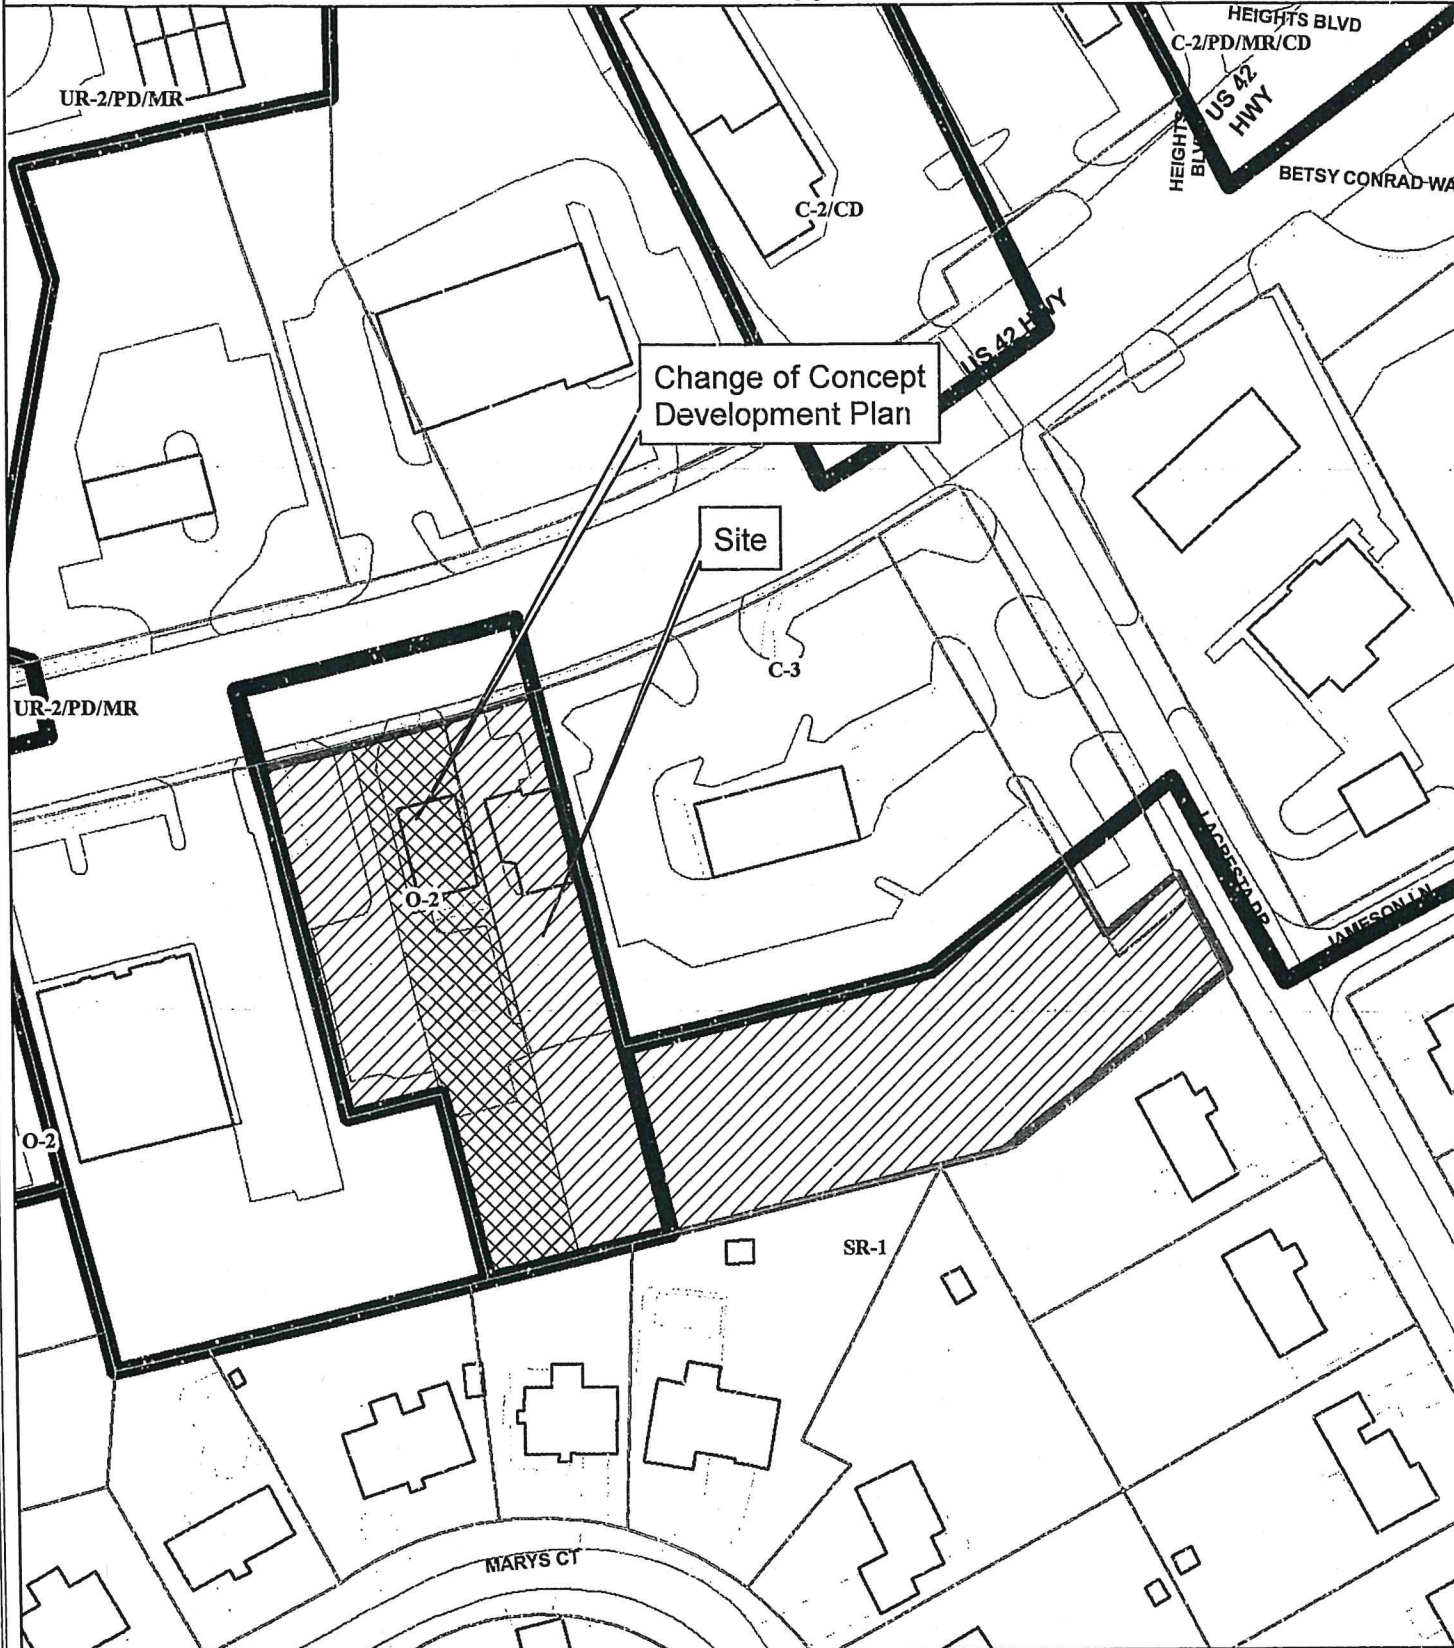 HEIGHTS BLVD
C-2/PD/MR/CD
US 42
HWY
HEIGHTS
BLVD
BETSY CONRAD WA
UR-2/PD/MR
C-2/CD
US 42 HWY
Change of Concept
Development Plan
Site
C-3
UR-2/PD/MR
O-2
LACRESTA DR
JAMESON LN
O-2
SR-1
MARYS CT